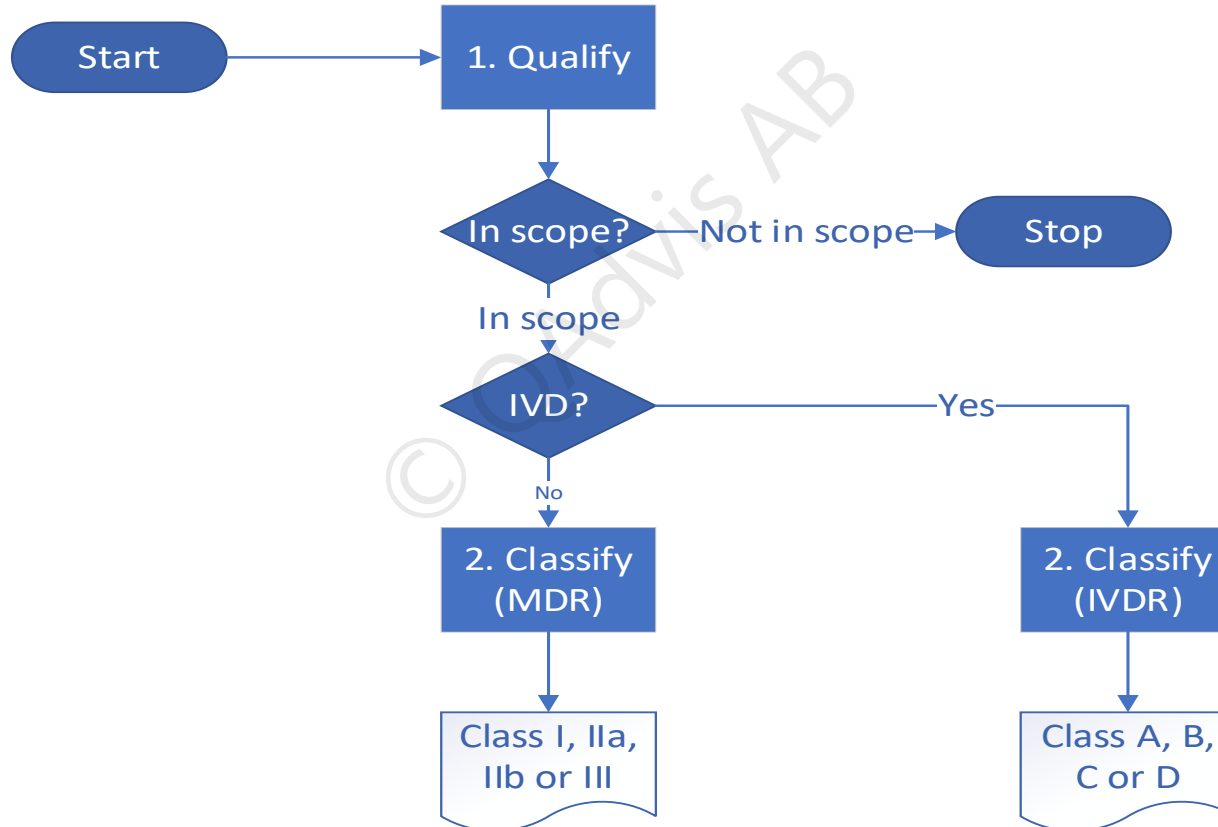 Start
1. Qualify
In scope?
Not in scope
Stop
In scope
IVD?
Yes
No
2. Classify
(MDR)
2. Classify
(IVDR)
Class I, IIa,
IIb or III
Class A, B,
C or D
© QAdvis AB